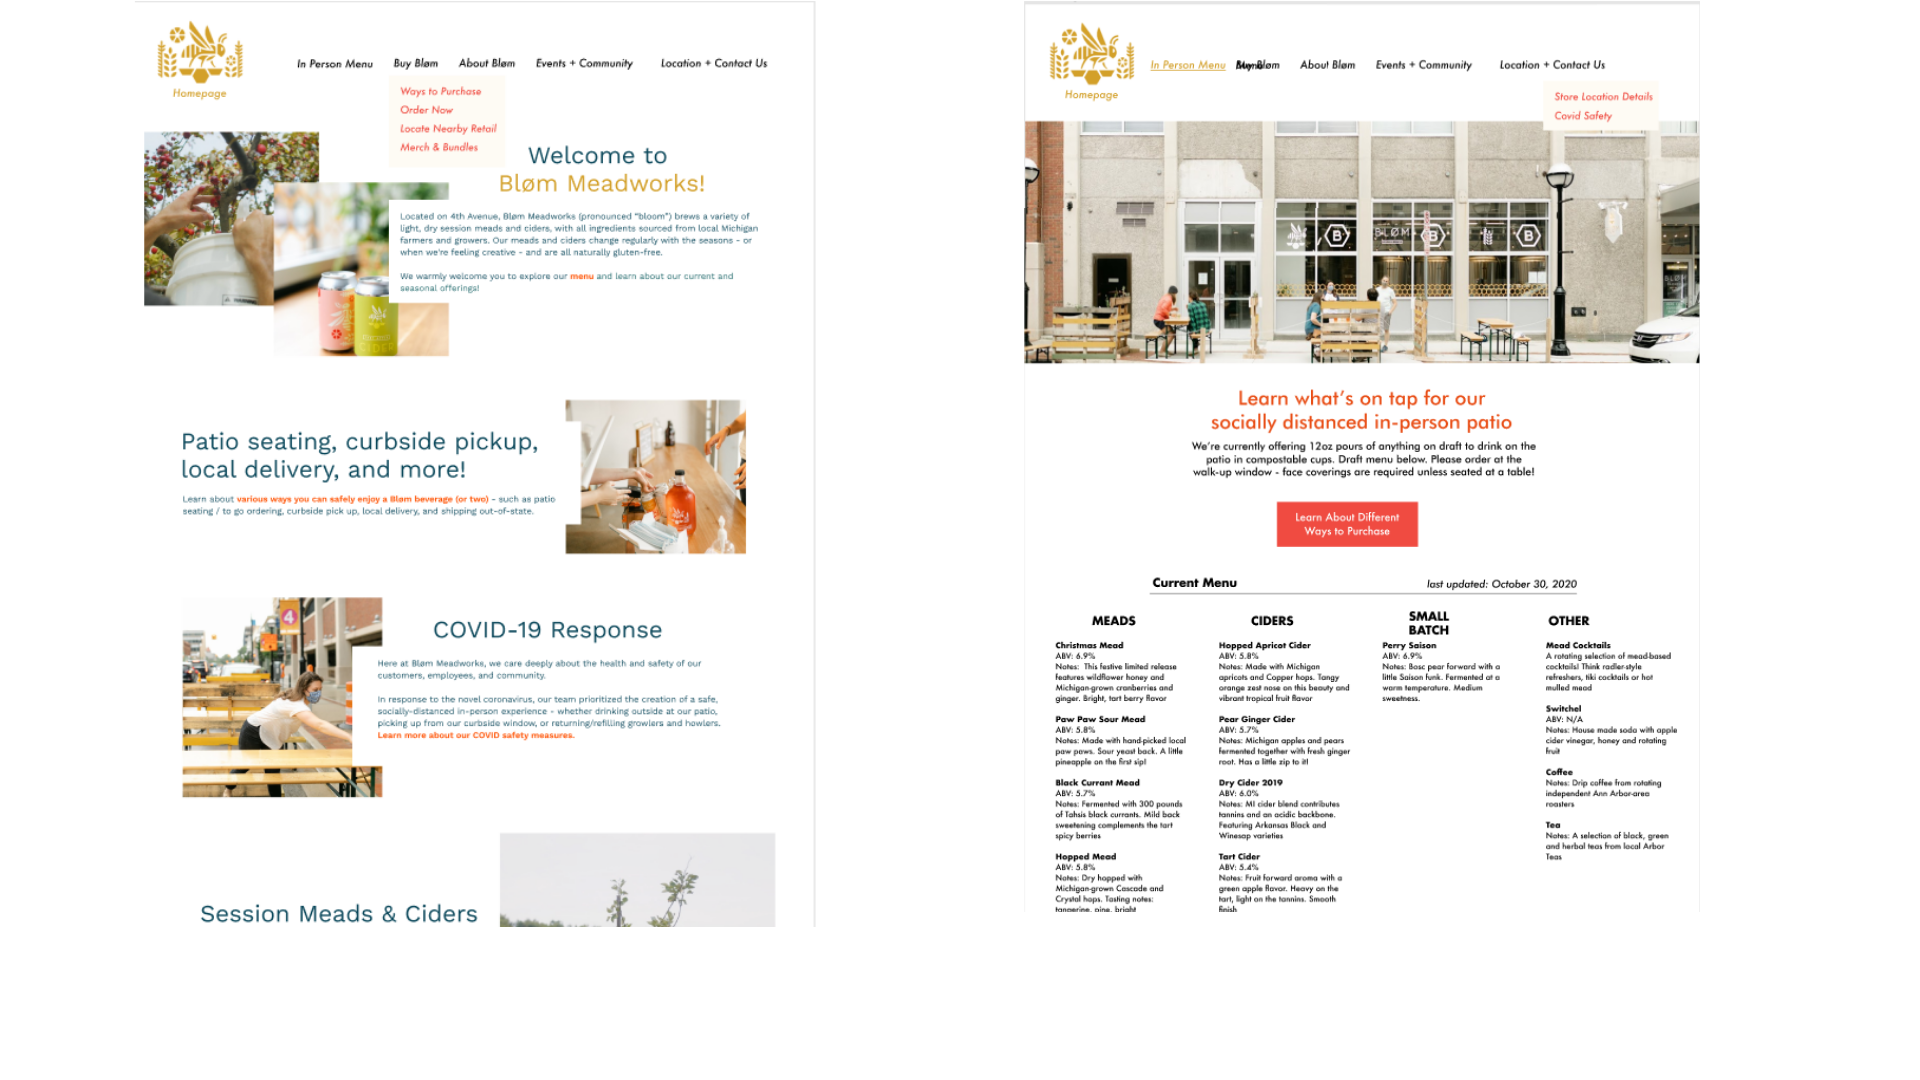 Homepage
In Person Menu
Buy Bløm
About Bløm
Events + Community
Location + Contact Us
Ways to Purchase
Order Now
Locate Nearby Retail
Merch & Bundles
Welcome to
Bløm Meadworks!
Located on 4th Avenue, Bløm Meadworks (pronounced “bloom”) brews a variety of
light, dry session meads and ciders, with all ingredients sourced from local Michigan
farmers and growers. Our meads and ciders change regularly with the seasons - or
when we're feeling creative - and are all naturally gluten-free.
We warmly welcome you to explore our menu and learn about our current and
seasonal offerings!
CIDER
Patio seating, curbside pickup,
local delivery, and more!
Learn about various ways you can safely enjoy a Bløm beverage (or two) - such as patio
seating / to go ordering, curbside pick up, local delivery, and shipping out-of-state.
4
COVID-19 Response
Here at Bløm Meadworks, we care deeply about the health and safety of our
customers, employees, and community.
In response to the novel coronavirus, our team prioritized the creation of a safe,
socially-distanced in-person experience - whether drinking outside at our patio,
picking up from our curbside window, or returning/refilling growlers and howlers.
Learn more about our COVID safety measures.
Session Meads & Ciders
Homepage
In Person Menu
Buy Bløm
About Bløm
Events + Community
Location + Contact Us
Store Location Details
Covid Safety
B
BLØM
B
B
BLØM
Learn what’s on tap for our
socially distanced in-person patio
We’re currently offering 12oz pours of anything on draft to drink on the
patio in compostable cups. Draft menu below. Please order at the
walk-up window - face coverings are required unless seated at a table!
Learn About Different
Ways to Purchase
Current Menu
last updated: October 30, 2020
MEADS
Christmas Mead
ABV: 6.9%
Notes: This festive limited release
features wildflower honey and
Michigan-grown cranberries and
ginger. Bright, tart berry flavor
Paw Paw Sour Mead
ABV: 5.8%
Notes: Made with hand-picked local
paw paws. Sour yeast back. A little
pineapple on the first sip!
Black Currant Mead
ABV: 5.7%
Notes: Fermented with 300 pounds
of Tahsis black currants. Mild back
sweetening complements the tart
spicy berries
Hopped Mead
ABV: 5.8%
Notes: Dry hopped with
Michigan-grown Cascade and
Crystal hops. Tasting notes:
tangerine, pine, bright
CIDERS
Hopped Apricot Cider
ABV: 5.8%
Notes: Made with Michigan
apricots and Copper hops. Tangy
orange zest nose on this beauty and
vibrant tropical fruit flavor
Pear Ginger Cider
ABV: 5.7%
Notes: Michigan apples and pears
fermented together with fresh ginger
root. Has a little zip to it!
Dry Cider 2019
ABV: 6.0%
Notes: MI cider blend contributes
tannins and an acidic backbone.
Featuring Arkansas Black and
Winesap varieties
Tart Cider
ABV: 5.4%
Notes: Fruit forward aroma with a
green apple flavor. Heavy on the
tart, light on the tannins. Smooth
finish
SMALL
BATCH
Perry Saison
ABV: 6.9%
Notes: Bosc pear forward with a
little Saison funk. Fermented at a
warm temperature. Medium
sweetness.
OTHER
Mead Cocktails
A rotating selection of mead-based
cocktails! Think radler-style
refreshers, tiki cocktails or hot
mulled mead
Switchel
ABV: N/A
Notes: House made soda with apple
cider vinegar, honey and rotating
fruit
Coffee
Notes: Drip coffee from rotating
independent Ann Arbor-area
roasters
Tea
Notes: A selection of black, green
and herbal teas from local Arbor
Teas